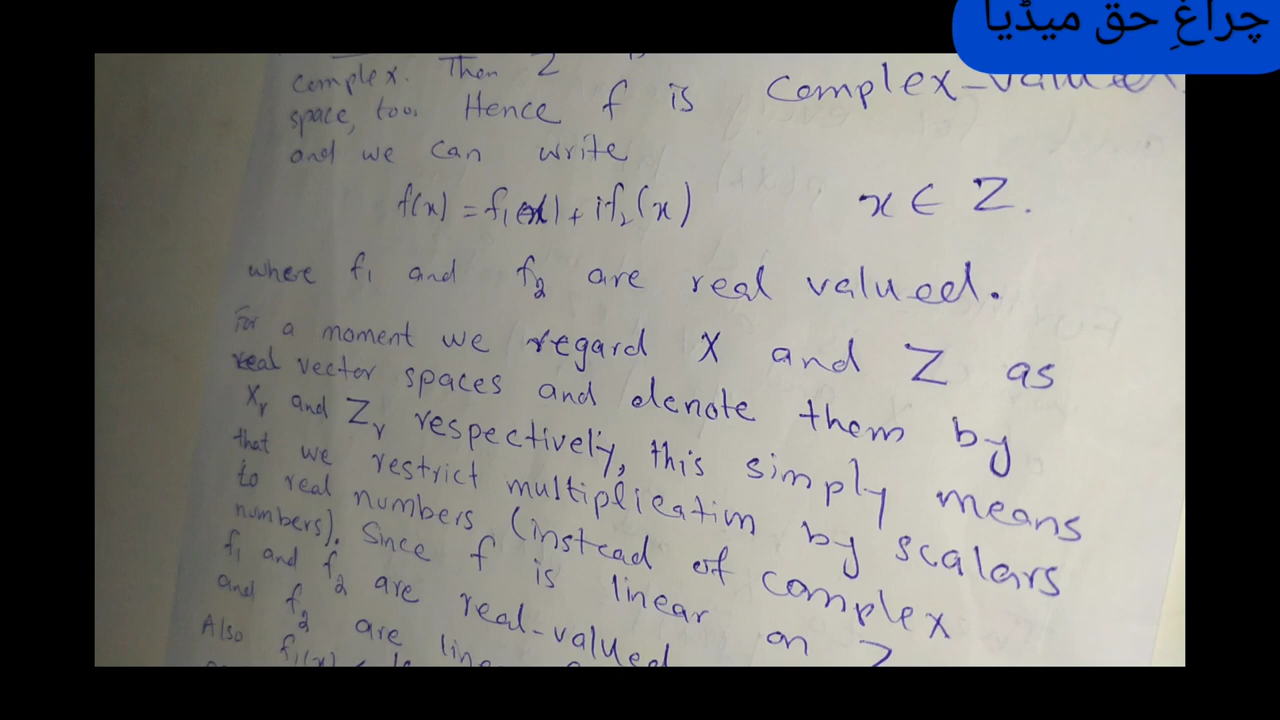 چراغِ حق میڈیا
complex. Then Z is
space, too. Hence f is complex-valued
and we can write
f(x) = f₁(x) + if₂(x) x ∈ Z.
where f₁ and f₂ are real valued.
For a moment we regard X and Z as
real vector spaces and denote them by
Xᵣ and Zᵣ respectively, this simply means
that we restrict multiplication by scalars
to real numbers (instead of complex
numbers). Since f is linear on Z
f₁ and f₂ are real-valued
and f₂ are
Also f₁(x) ≤